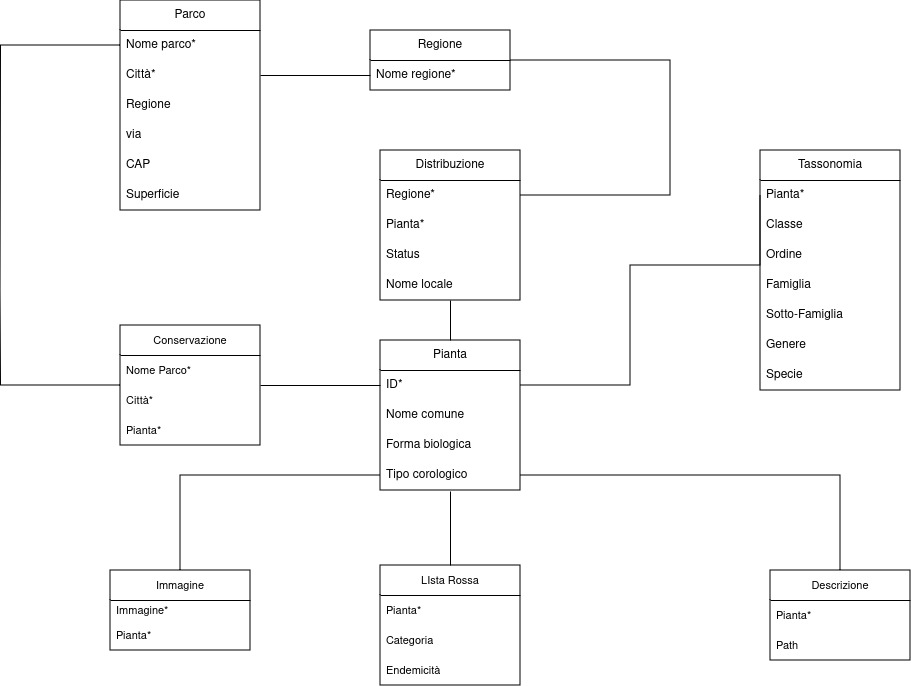 Parco
Nome parco*
Città*
Regione
via
CAP
Superficie
Regione
Nome regione*
Distribuzione
Regione*
Pianta*
Status
Nome locale
Tassonomia
Pianta*
Classe
Ordine
Famiglia
Sotto-Famiglia
Genere
Specie
Conservazione
Nome Parco*
Città*
Pianta*
Pianta
ID*
Nome comune
Forma biologica
Tipo corologico
Immagine
Immagine*
Pianta*
LIsta Rossa
Pianta*
Categoria
Endemicità
Descrizione
Pianta*
Path